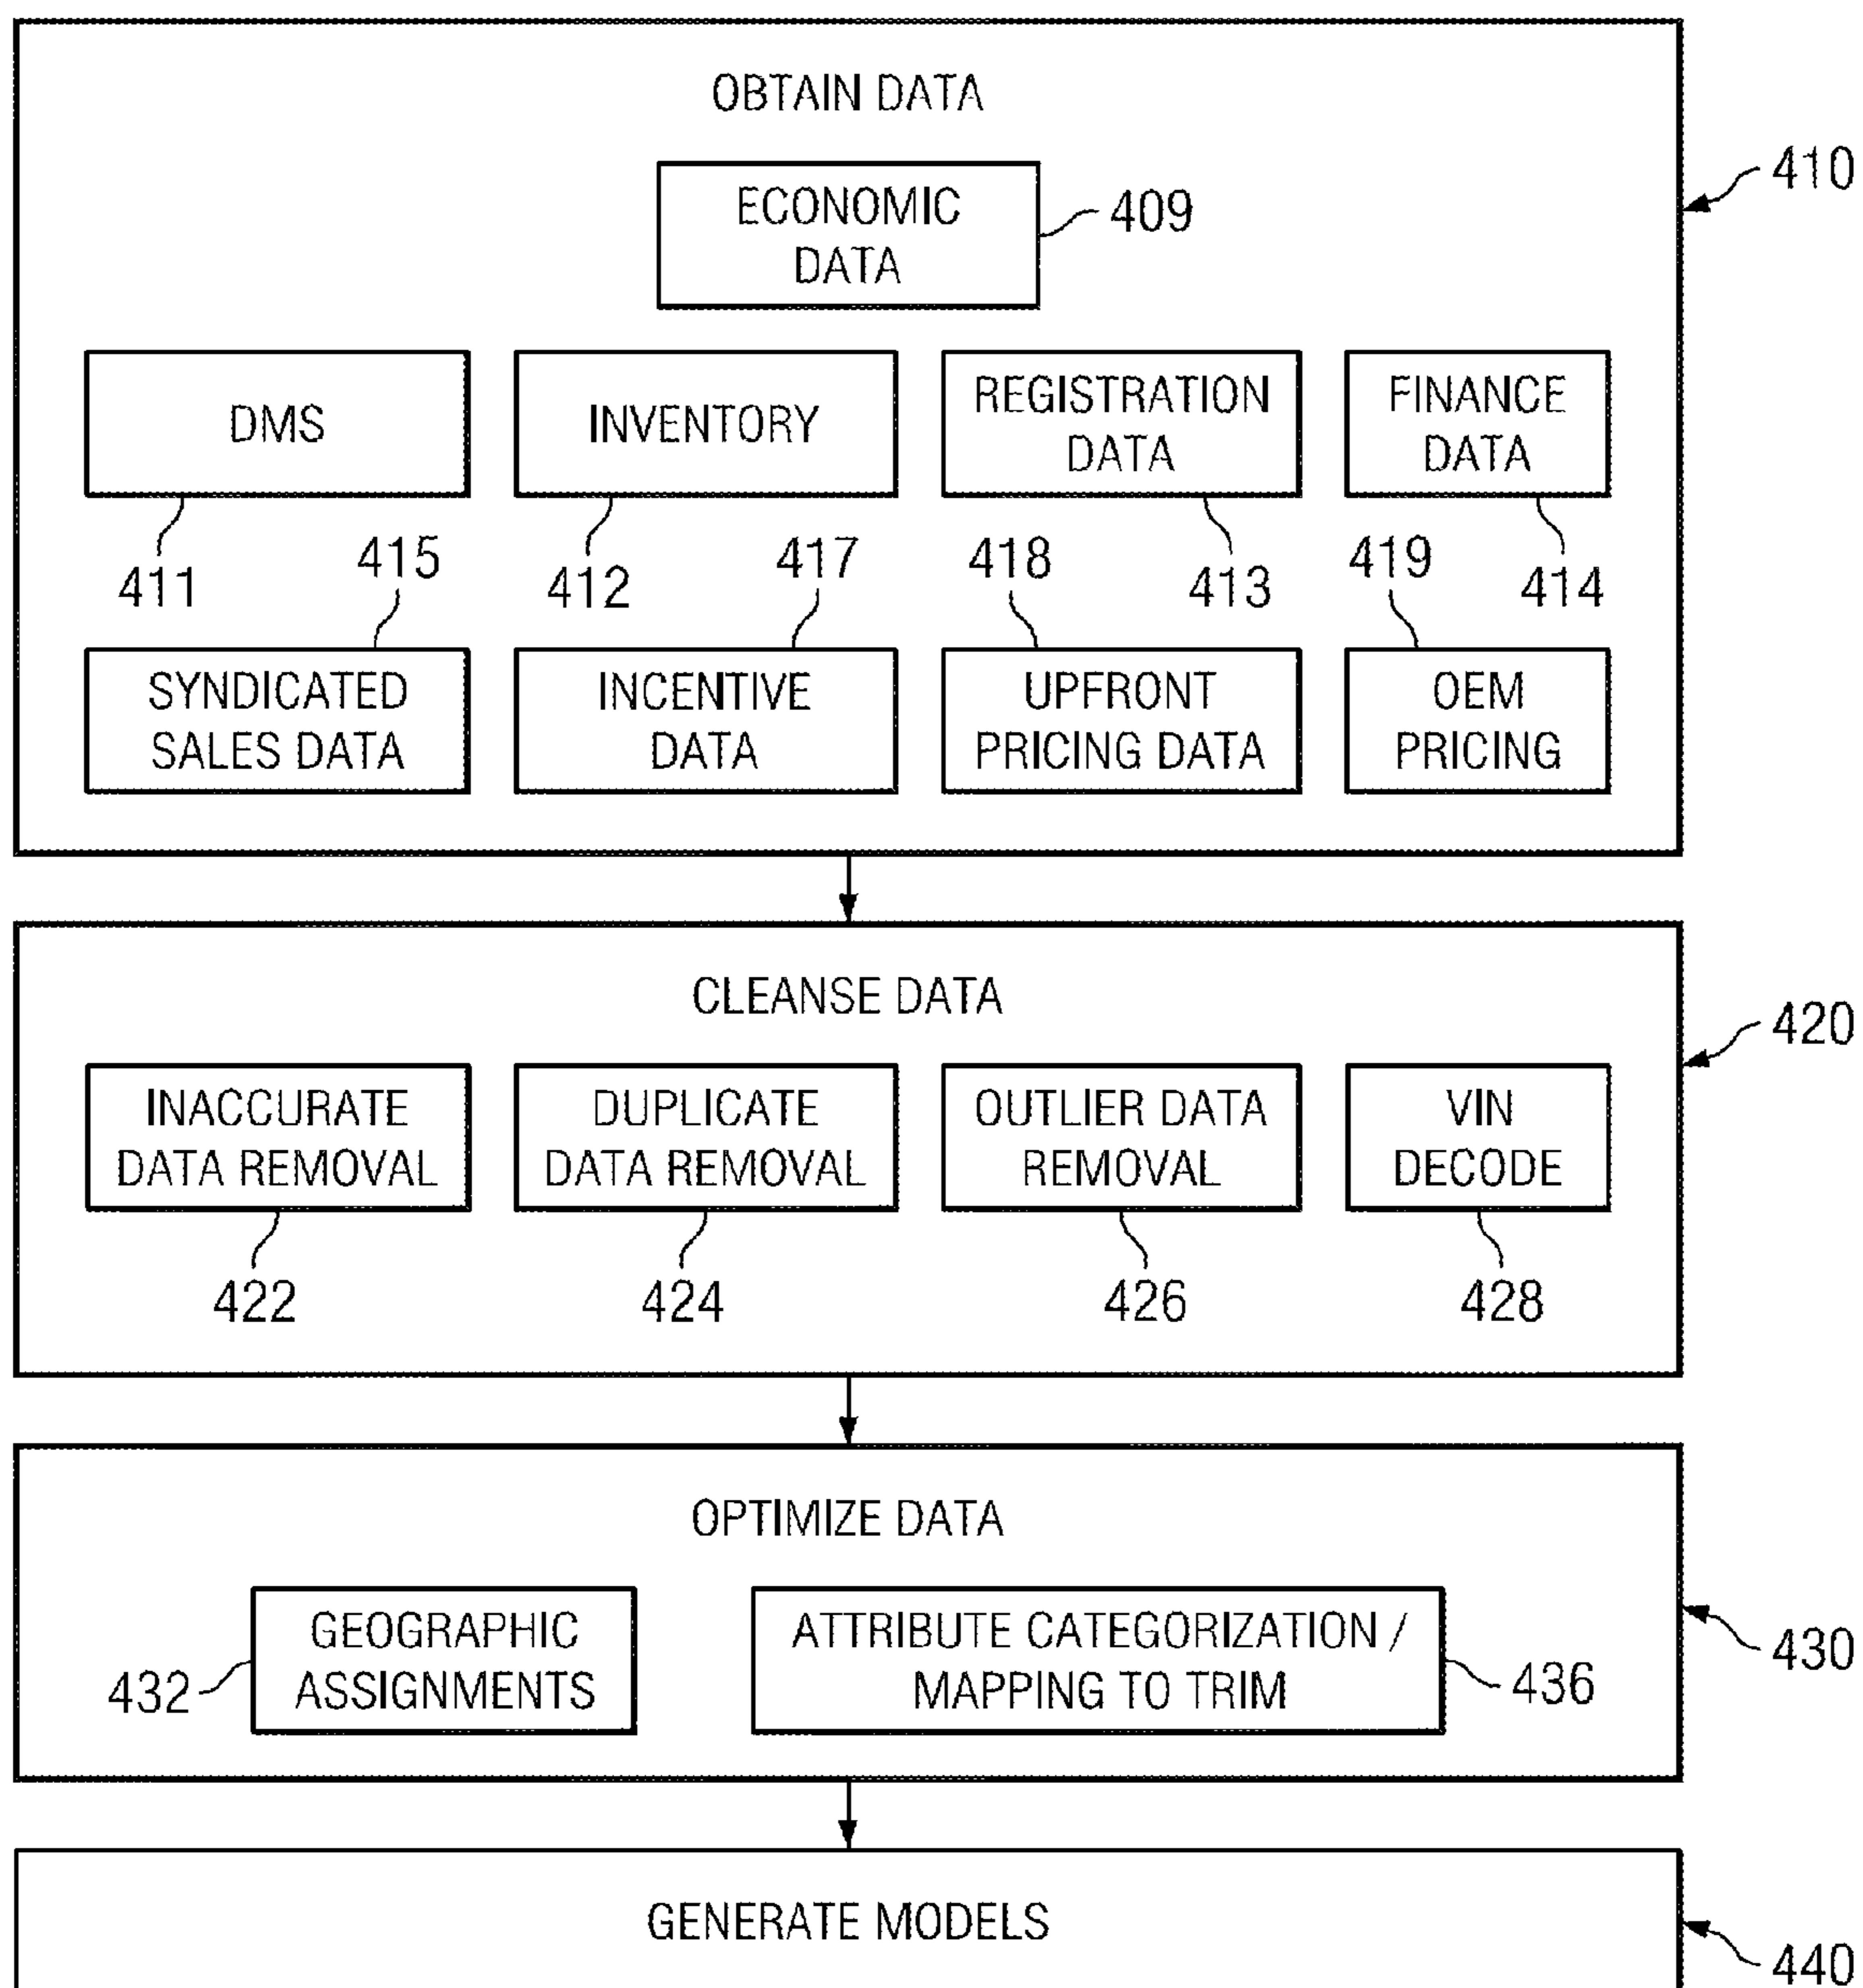 OBTAIN DATA
410
ECONOMIC
DATA
409
DMS
INVENTORY
REGISTRATION
DATA
FINANCE
DATA
411
415
412
417
418
413
419
414
SYNDICATED
SALES DATA
INCENTIVE
DATA
UPFRONT
PRICING DATA
OEM
PRICING
CLEANSE DATA
420
INACCURATE
DATA REMOVAL
DUPLICATE
DATA REMOVAL
OUTLIER DATA
REMOVAL
VIN
DECODE
422
424
426
428
OPTIMIZE DATA
430
GEOGRAPHIC
ASSIGNMENTS
432
ATTRIBUTE CATEGORIZATION /
MAPPING TO TRIM
436
GENERATE MODELS
440